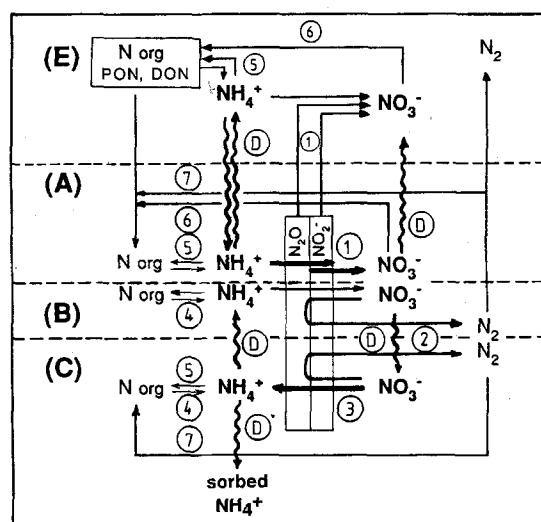 (E) N org ⑥ N₂
PON, DON ⑤
NH₄⁺ NO₃⁻
D ①
(A) ⑦
⑥ N₂O NO₂⁻ D
⑤ ①
N org NH₄⁺ NO₃⁻
N org NH₄⁺ NO₃⁻
(B) ④
D D ② N₂
(C) N₂
⑤
N org NH₄⁺ NO₃⁻
④ ③
⑦ D
sorbed
NH₄⁺